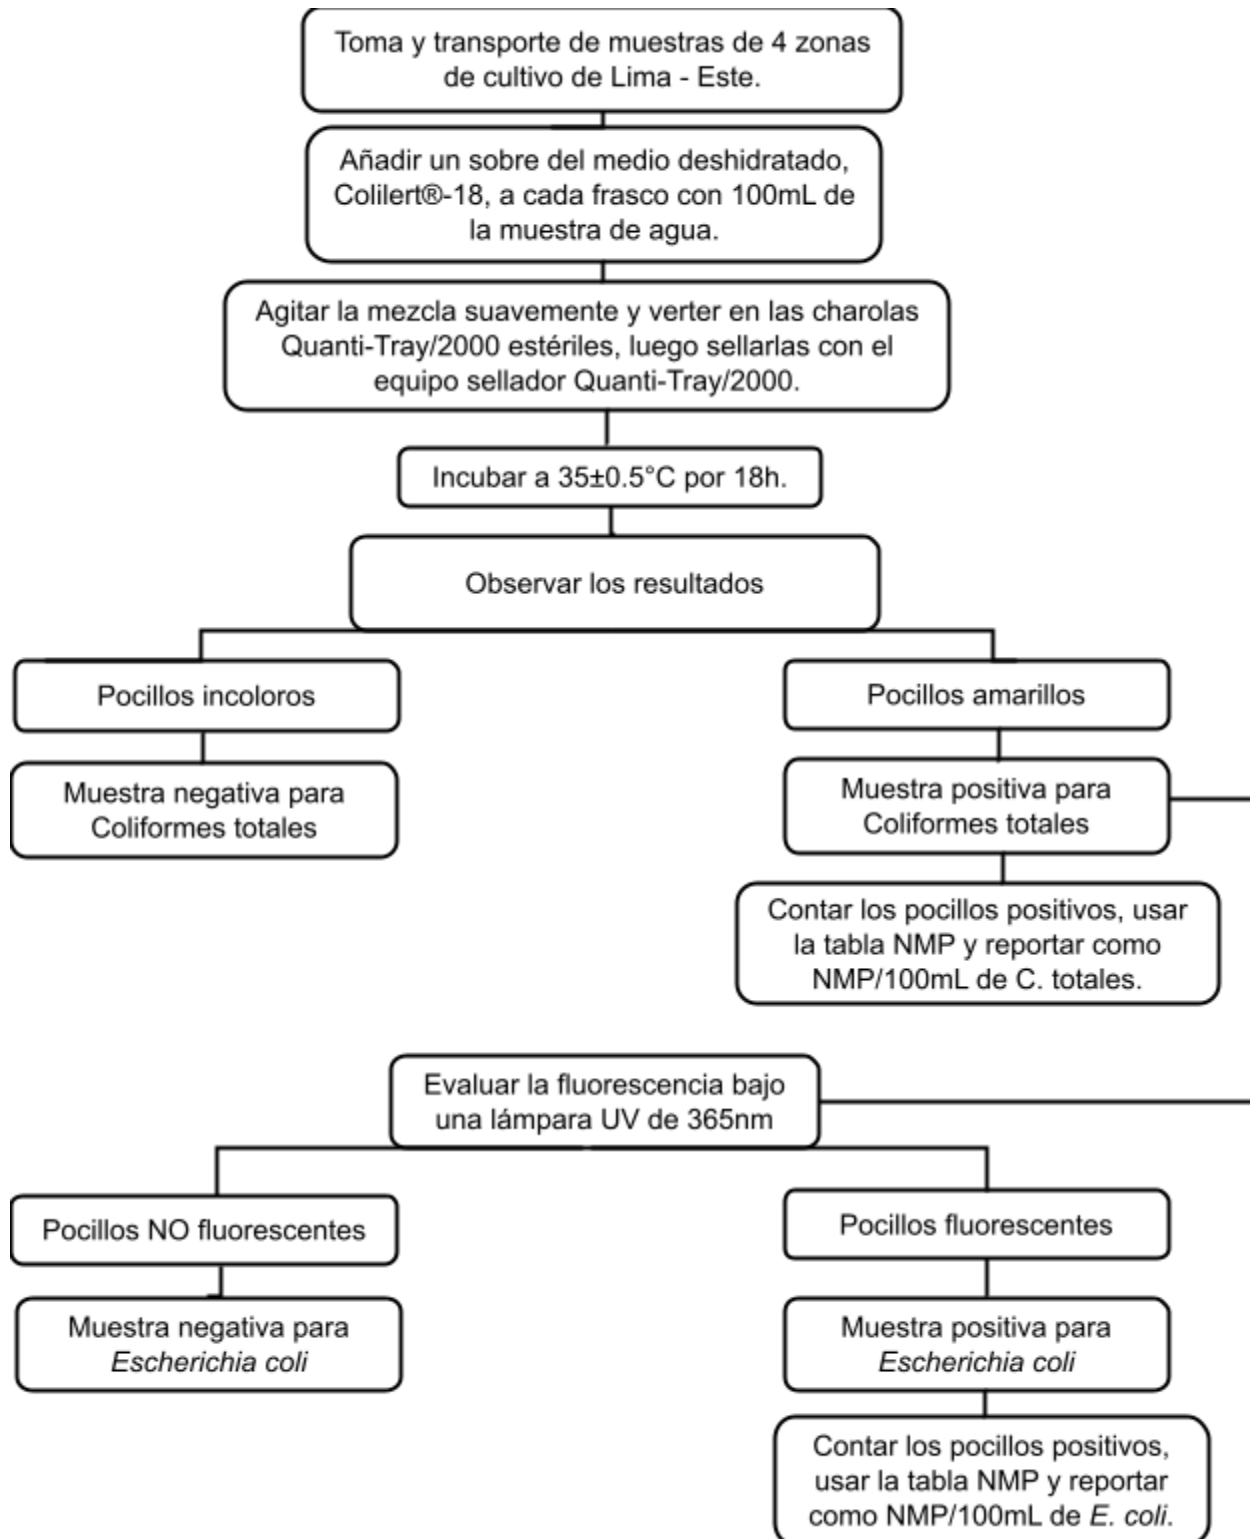 Toma y transporte de muestras de 4 zonas
de cultivo de Lima - Este.
Añadir un sobre del medio deshidratado,
Colilert®-18, a cada frasco con 100mL de
la muestra de agua.
Agitar la mezcla suavemente y verter en las charolas
Quanti-Tray/2000 estériles, luego sellarlas con el
equipo sellador Quanti-Tray/2000.
Incubar a 35±0.5°C por 18h.
Observar los resultados
Pocillos incoloros
Pocillos amarillos
Muestra negativa para
Coliformes totales
Muestra positiva para
Coliformes totales
Contar los pocillos positivos, usar
la tabla NMP y reportar como
NMP/100mL de C. totales.
Evaluar la fluorescencia bajo
una lámpara UV de 365nm
Pocillos NO fluorescentes
Pocillos fluorescentes
Muestra negativa para
Escherichia coli
Muestra positiva para
Escherichia coli
Contar los pocillos positivos,
usar la tabla NMP y reportar
como NMP/100mL de E. coli.